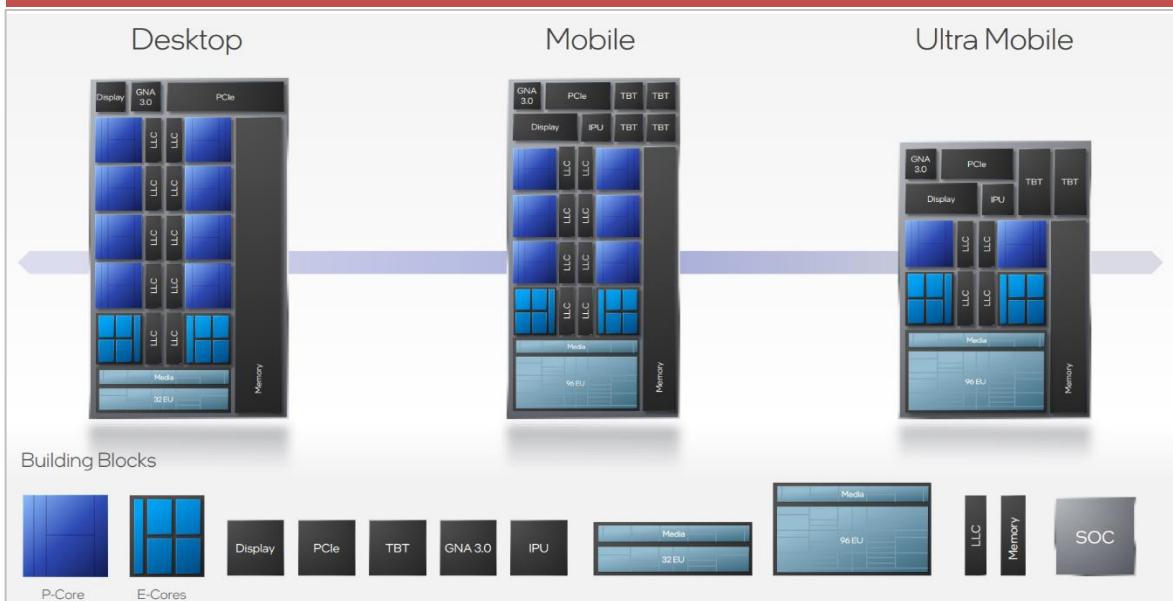 Desktop
Mobile
Ultra Mobile
Display
GNA
3.0
PCIe
LLC
LLC
LLC
LLC
LLC
LLC
LLC
LLC
LLC
LLC
Memory
Media
32 EU
GNA
3.0
PCIe
TBT
TBT
Display
IPU
TBT
TBT
LLC
LLC
LLC
LLC
LLC
LLC
LLC
LLC
Memory
Media
96 EU
GNA
3.0
PCIe
TBT
TBT
Display
IPU
LLC
LLC
LLC
LLC
Memory
Media
96 EU
Building Blocks
P-Core
E-Cores
Display
PCIe
TBT
GNA 3.0
IPU
Media
32 EU
Media
96 EU
LLC
Memory
SOC